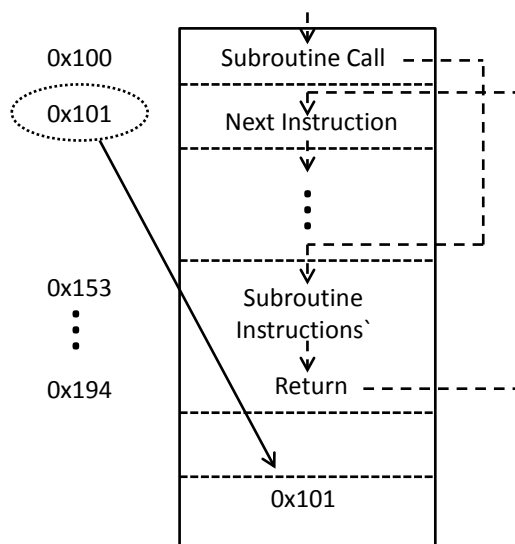 0x100 Subroutine Call
0x101 Next Instruction
0x153 Subroutine
Instructions`
0x194 Return
0x101